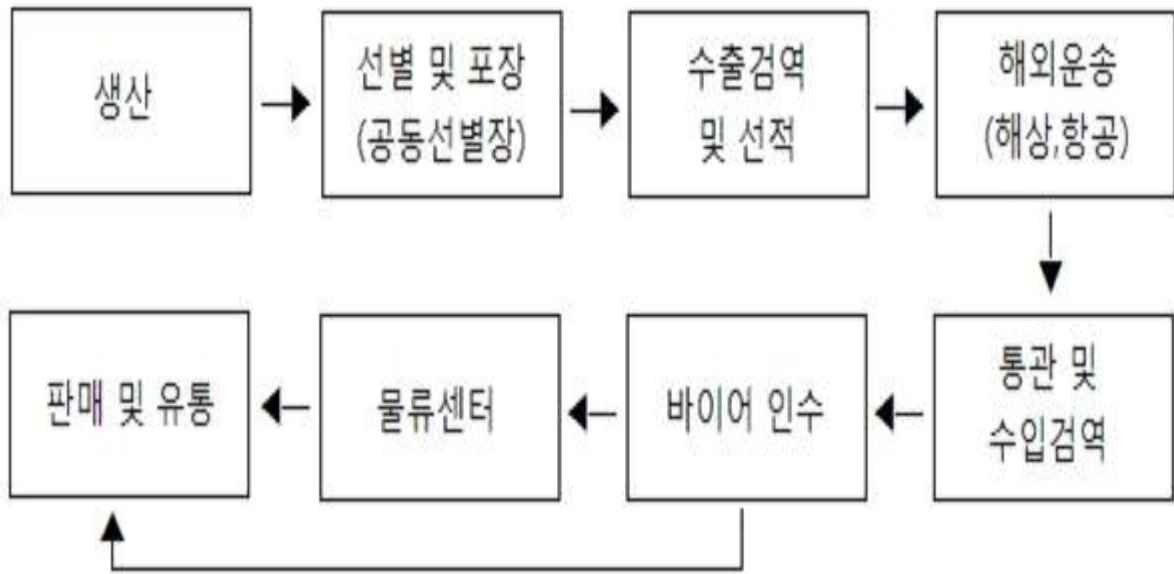 생산
선별 및 포장
(공동선별장)
수출검역
및 선적
해외운송
(해상,항공)
통관 및
수입검역
바이어 인수
물류센터
판매 및 유통